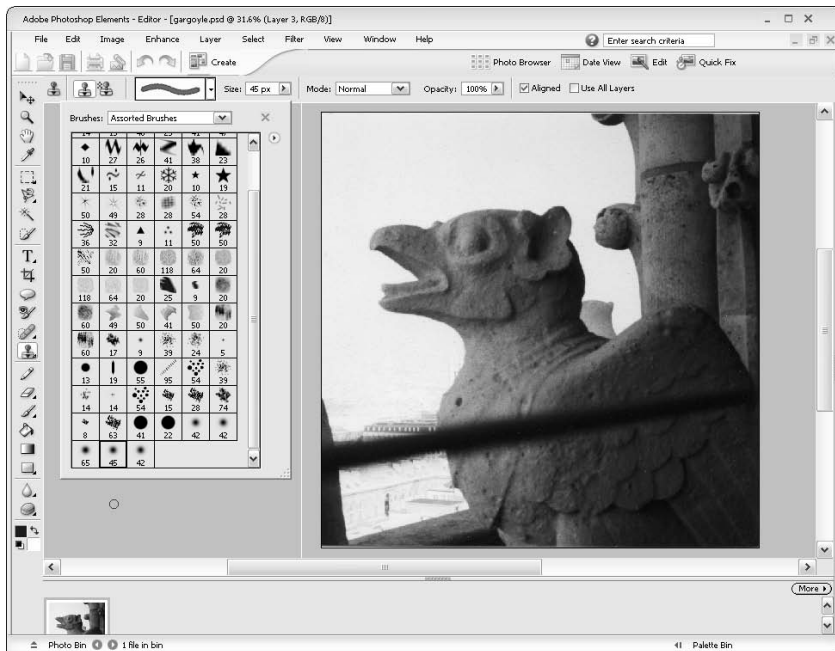 Adobe Photoshop Elements - Editor - [gargoyle.psd @ 31.6% (Layer 3, RGB/8)]
File Edit Image Enhance Layer Select Filter View Window Help Enter search criteria
Create Photo Browser Date View Edit Quick Fix
Size: 45 px Mode: Normal Opacity: 100% Aligned Use All Layers
Brushes: Assorted Brushes
10 27 26 41 38 23
21 15 11 20 10 19
50 49 28 28 54 28
36 32 9 11 50 50
50 20 60 118 64 20
118 64 20 25 9 20
60 49 50 41 50 20
60 17 9 39 24 5
13 19 55 95 54 39
14 14 54 15 28 74
8 63 41 22 42 42
65 45 42
More
Photo Bin 1 file in bin Palette Bin